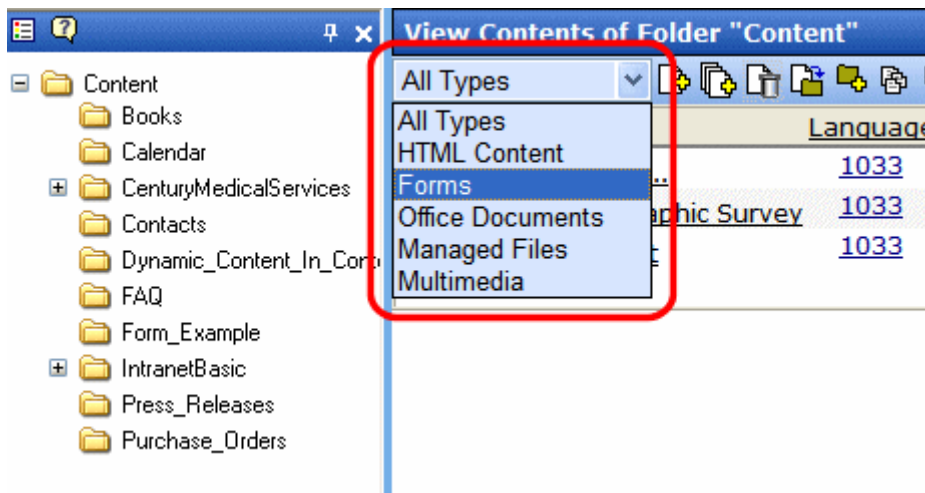 View Contents of Folder "Content"
Content
Books
Calendar
CenturyMedicalServices
Contacts
Dynamic_Content_In_Conte
FAQ
Form_Example
IntranetBasic
Press_Releases
Purchase_Orders
All Types
All Types
HTML Content
Forms
Office Documents
Managed Files
Multimedia
Language
..
1033
aphic Survey
1033
t
1033